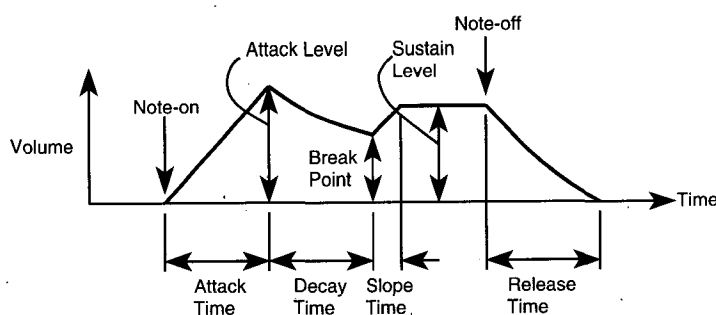 Note-off
Attack Level
Sustain
Level
Note-on
Volume
Break
Point
Time
Attack
Time
Decay
Time
Slope
Time
Release
Time